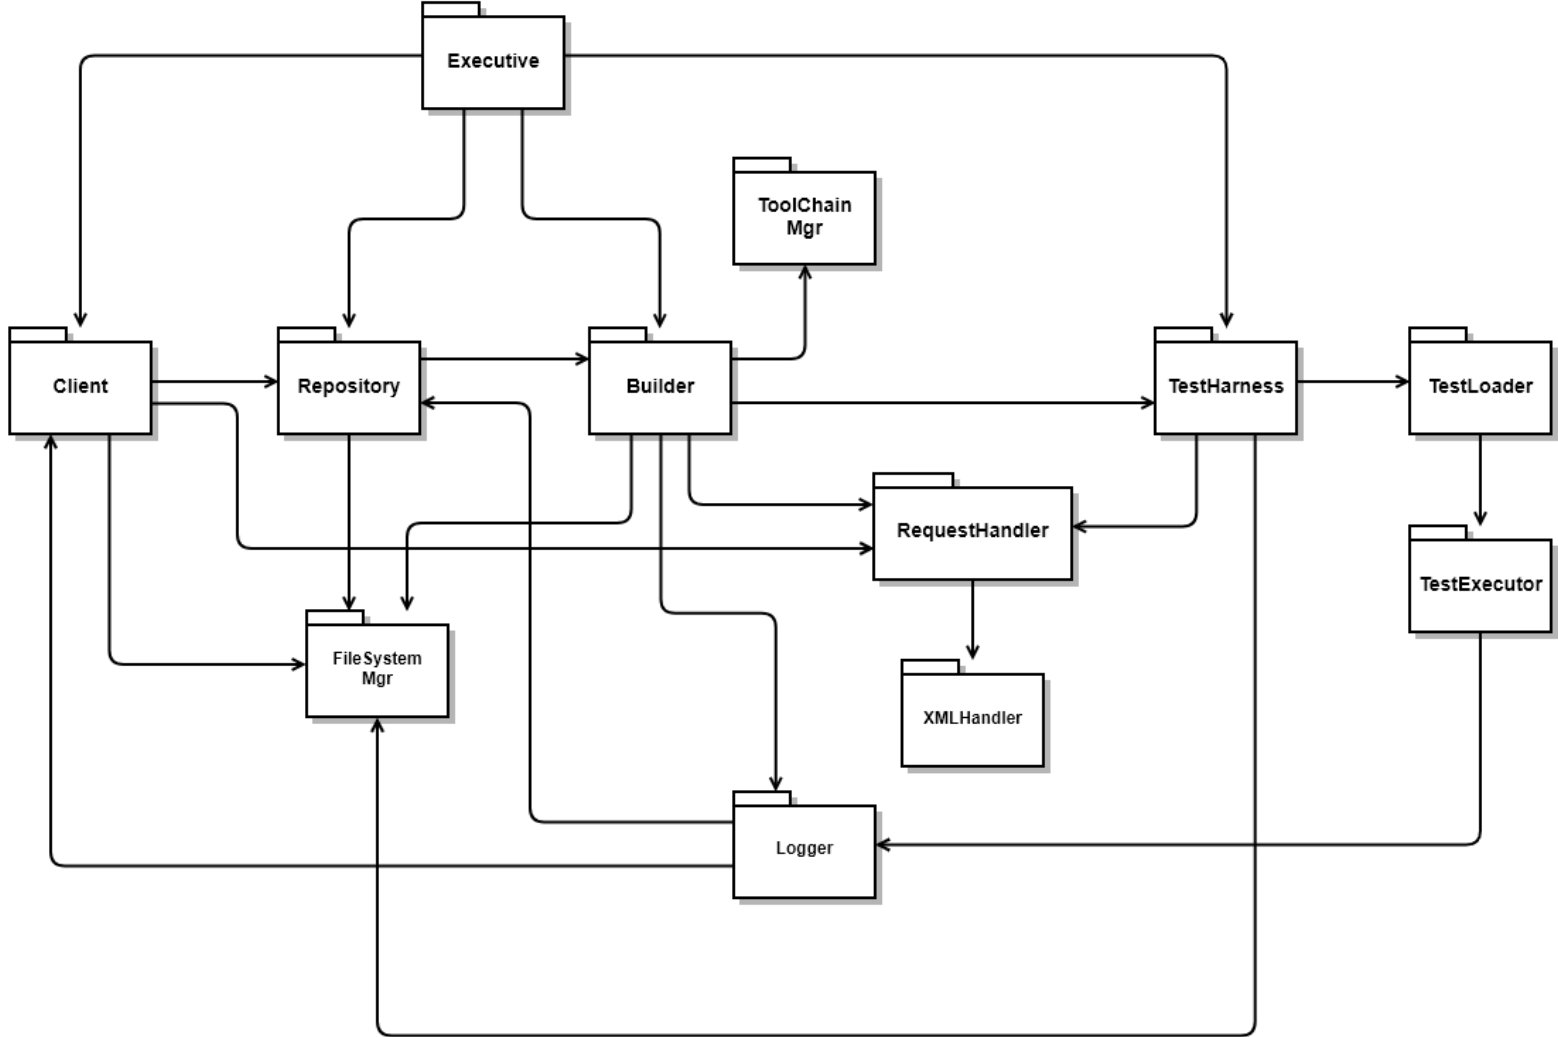 Executive
ToolChain
Mgr
Client
Repository
Builder
TestHarness
TestLoader
RequestHandler
TestExecutor
FileSystem
Mgr
XMLHandler
Logger